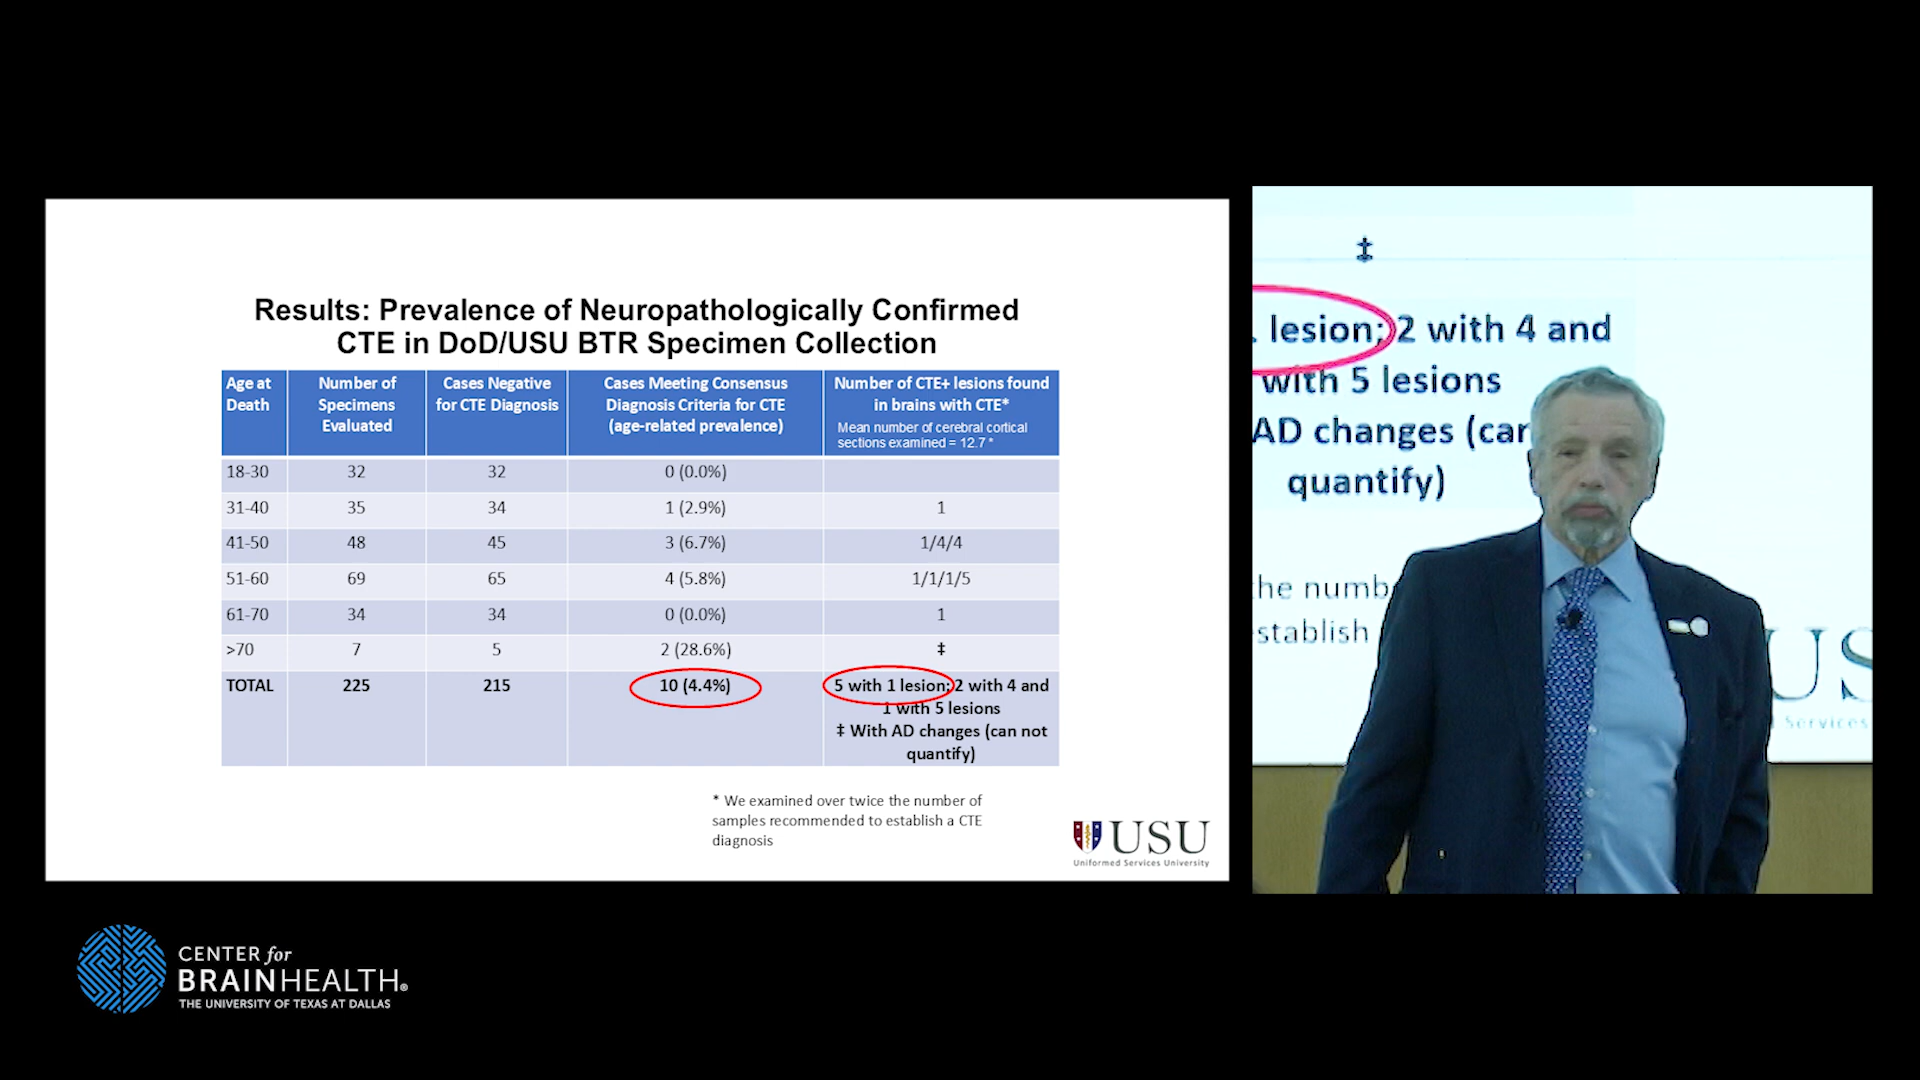 Results: Prevalence of Neuropathologically Confirmed
CTE in DoD/USU BTR Specimen Collection
Age at
Death
Number of
Specimens
Evaluated
Cases Negative
for CTE Diagnosis
Cases Meeting Consensus
Diagnosis Criteria for CTE
(age-related prevalence)
Number of CTE+ lesions found
in brains with CTE*
Mean number of cerebral cortical
sections examined = 12.7 *
18-30 32 32 0 (0.0%)
31-40 35 34 1 (2.9%) 1
41-50 48 45 3 (6.7%) 1/4/4
51-60 69 65 4 (5.8%) 1/1/1/5
61-70 34 34 0 (0.0%) 1
>70 7 5 2 (28.6%) ‡
TOTAL 225 215 10 (4.4%) 5 with 1 lesion; 2 with 4 and
1 with 5 lesions
‡ With AD changes (can not
quantify)
* We examined over twice the number of
samples recommended to establish a CTE
diagnosis
USU
Uniformed Services University
‡
lesion; 2 with 4 and
with 5 lesions
AD changes (can
quantify)
he numb
stablish
US
Services
CENTER for
BRAINHEALTH®
THE UNIVERSITY OF TEXAS AT DALLAS